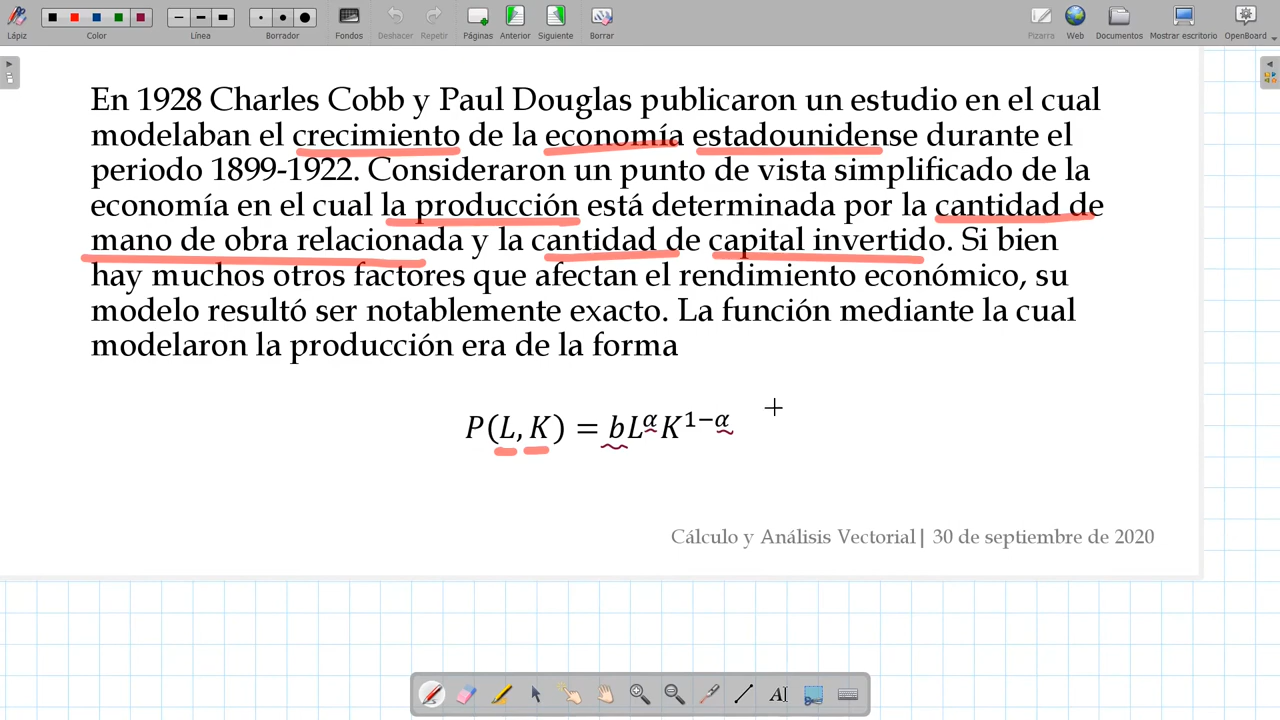 Lápiz Color Línea Borrador Fondos Deshacer Repetir Páginas Anterior Siguiente Borrar Pizarra Web Documentos Mostrar escritorio OpenBoard
En 1928 Charles Cobb y Paul Douglas publicaron un estudio en el cual
modelaban el crecimiento de la economía estadounidense durante el
periodo 1899-1922. Consideraron un punto de vista simplificado de la
economía en el cual la producción está determinada por la cantidad de
mano de obra relacionada y la cantidad de capital invertido. Si bien
hay muchos otros factores que afectan el rendimiento económico, su
modelo resultó ser notablemente exacto. La función mediante la cual
modelaron la producción era de la forma
P(L, K) = bL^α K^{1−α}
Cálculo y Análisis Vectorial| 30 de septiembre de 2020